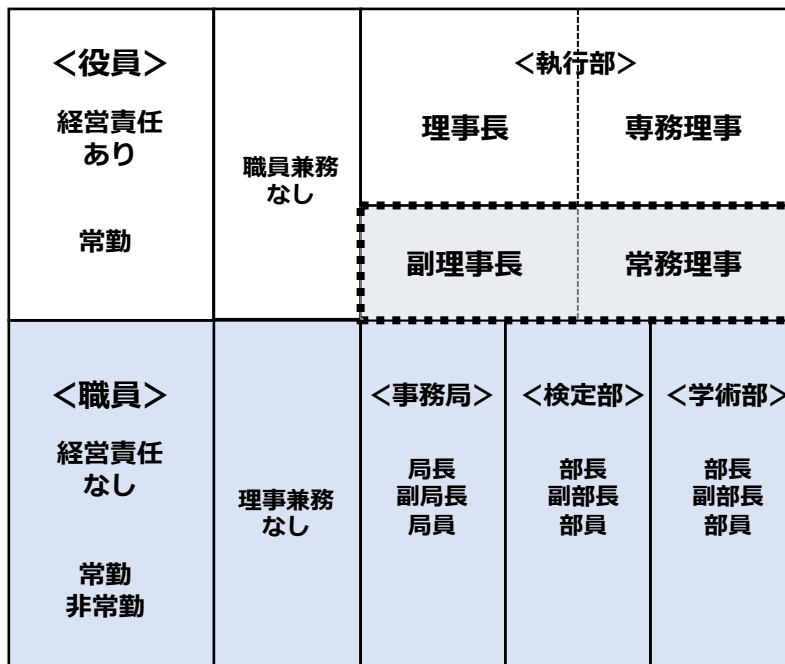 ＜役員＞
経営責任
あり
常勤
職員兼務
なし
＜執行部＞
理事長
専務理事
副理事長
常務理事
＜職員＞
経営責任
なし
常勤
非常勤
理事兼務
なし
＜事務局＞
局長
副局長
局員
＜検定部＞
部長
副部長
部員
＜学術部＞
部長
副部長
部員